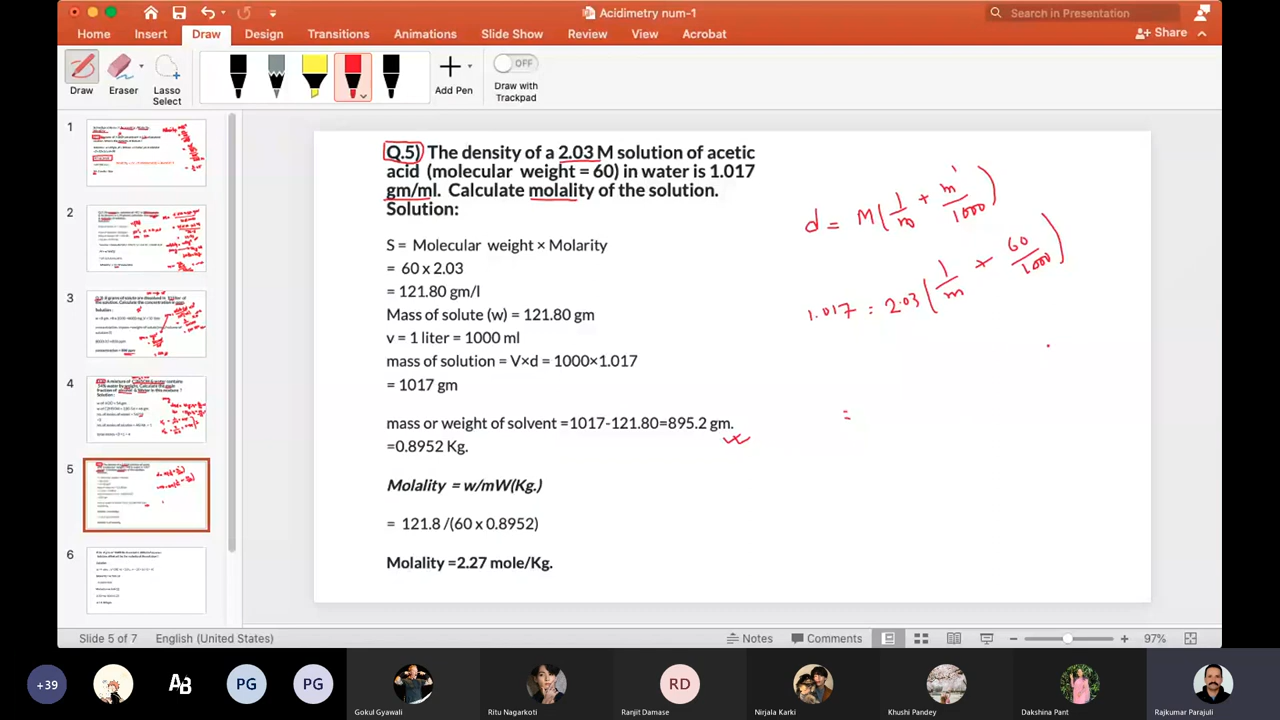 Acidimetry num-1
Search in Presentation
Home Insert Draw Design Transitions Animations Slide Show Review View Acrobat
Share
OFF
Draw Eraser Lasso Select Add Pen Draw with Trackpad
1
2
3
4
5
6
Q.5) The density of a 2.03 M solution of acetic
acid (molecular weight = 60) in water is 1.017
gm/ml. Calculate molality of the solution.
Solution:
S = Molecular weight × Molarity
= 60 x 2.03
= 121.80 gm/l
Mass of solute (w) = 121.80 gm
v = 1 liter = 1000 ml
mass of solution = V×d = 1000×1.017
= 1017 gm
mass or weight of solvent =1017-121.80=895.2 gm.
=0.8952 Kg.
Molality = w/mW(Kg.)
= 121.8 /(60 x 0.8952)
Molality =2.27 mole/Kg.
d = M(1/m + m'/1000)
1.017 = 2.03(1/m + 60/1000)
=
Slide 5 of 7 English (United States)
Notes Comments 97%
+39
AB
PG
PG
RD
Gokul Gyawali Ritu Nagarkoti Ranjit Damase Nirjala Karki Khushi Pandey Dakshina Pant Rajkumar Parajuli